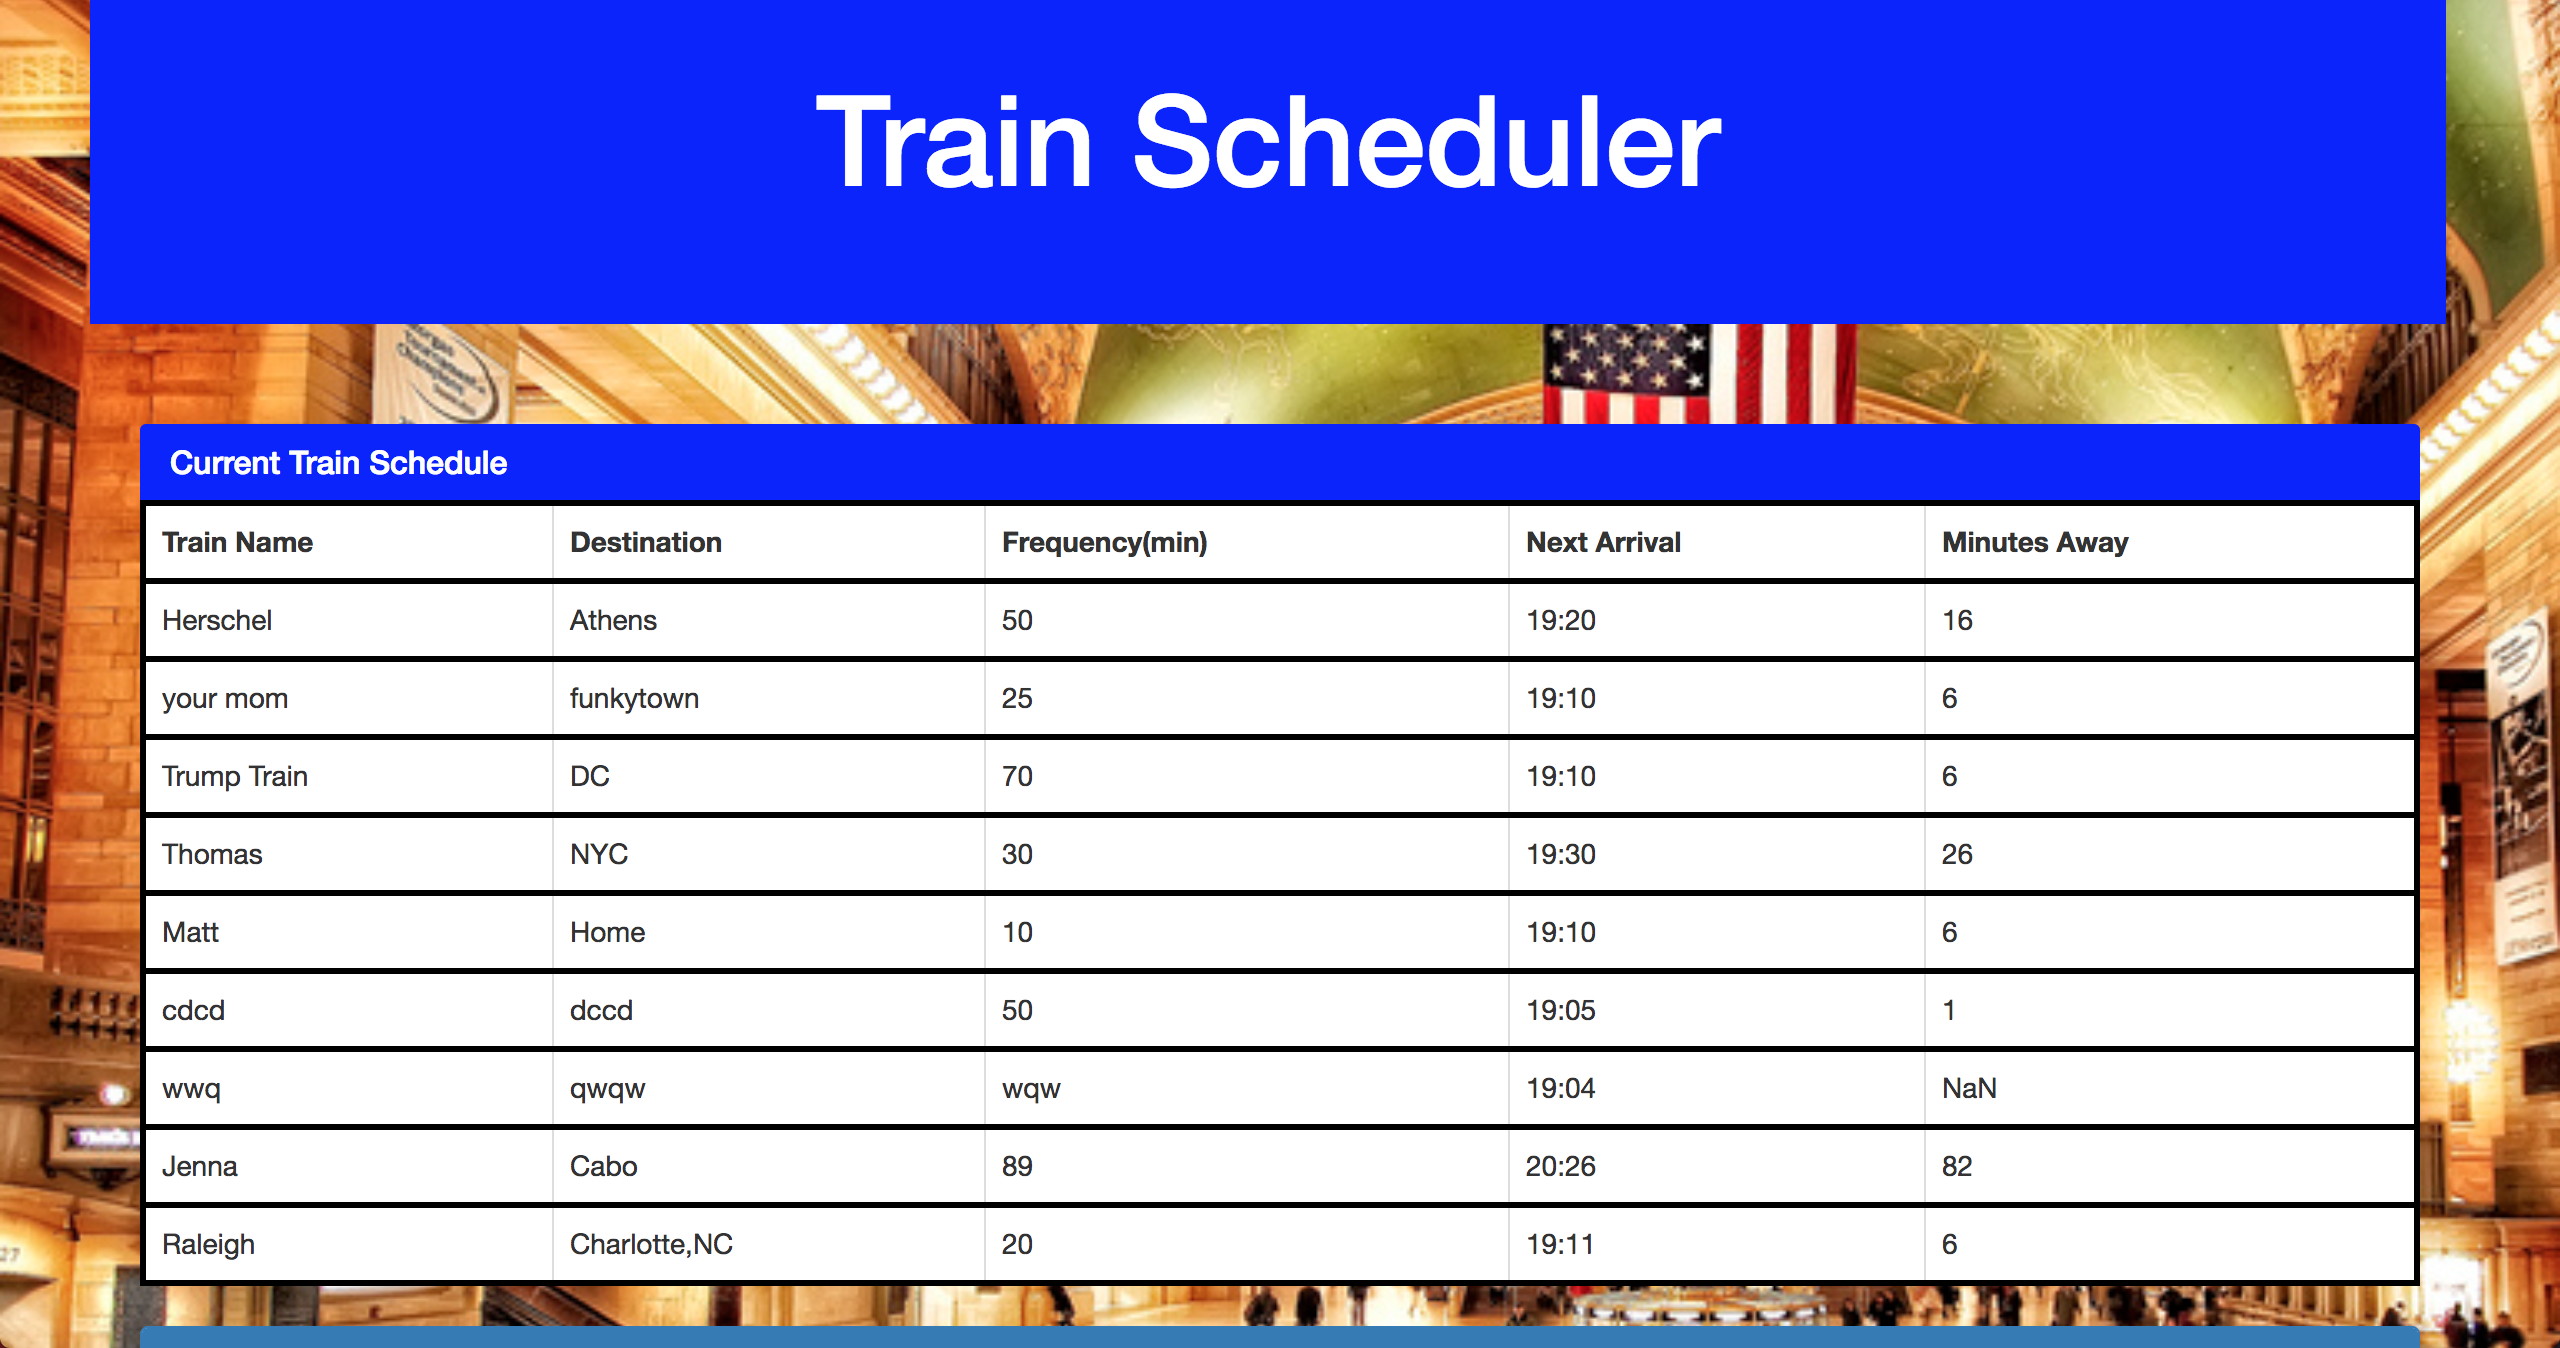 Train Scheduler
Current Train Schedule
Train Name Destination Frequency(min) Next Arrival Minutes Away
Herschel Athens 50 19:20 16
your mom funkytown 25 19:10 6
Trump Train DC 70 19:10 6
Thomas NYC 30 19:30 26
Matt Home 10 19:10 6
cdcd dccd 50 19:05 1
wwq qwqw wqw 19:04 NaN
Jenna Cabo 89 20:26 82
Raleigh Charlotte,NC 20 19:11 6
27